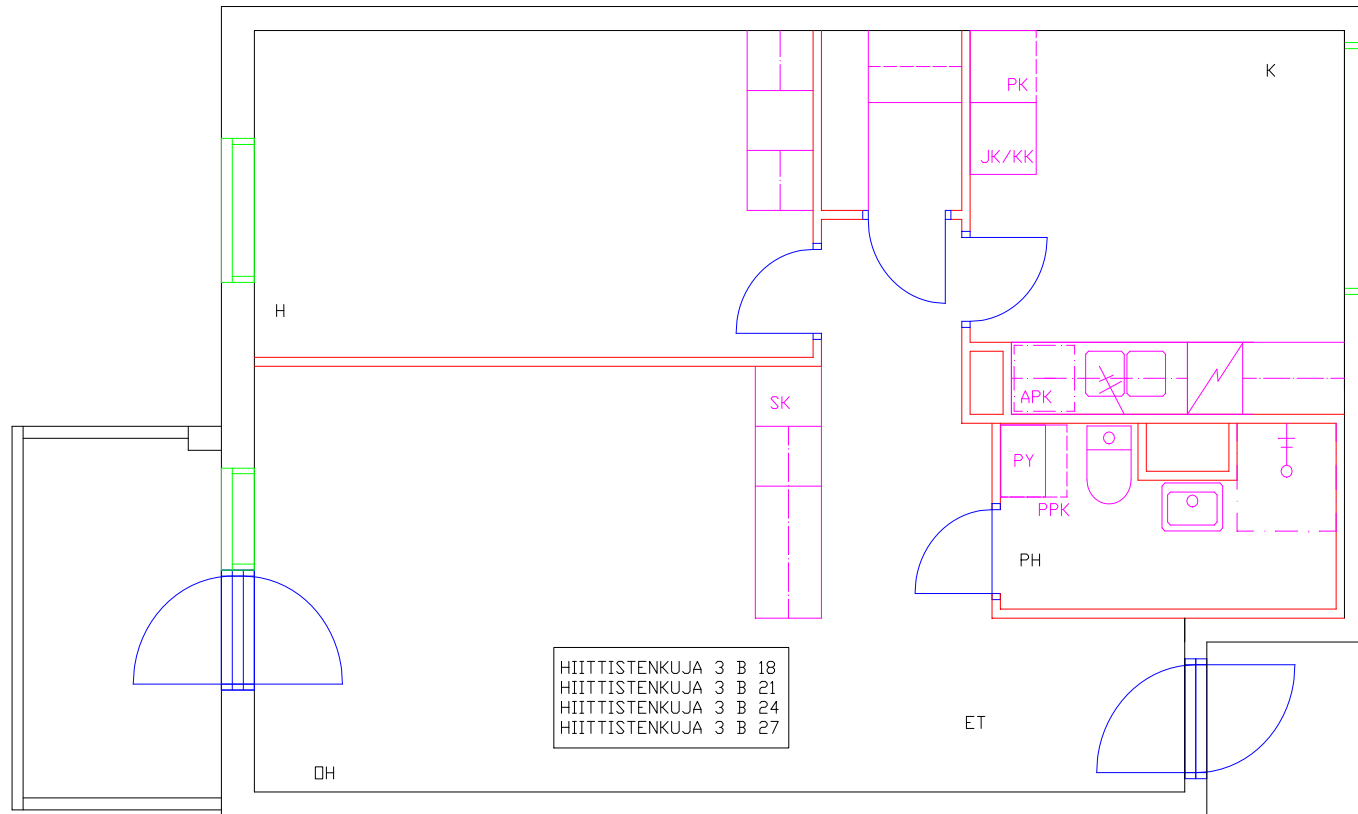 K
PK
JK/KK
H
APK
SK
PY
PPK
PH
HIITTISTENKUJA 3 B 18
HIITTISTENKUJA 3 B 21
HIITTISTENKUJA 3 B 24
HIITTISTENKUJA 3 B 27
ET
OH